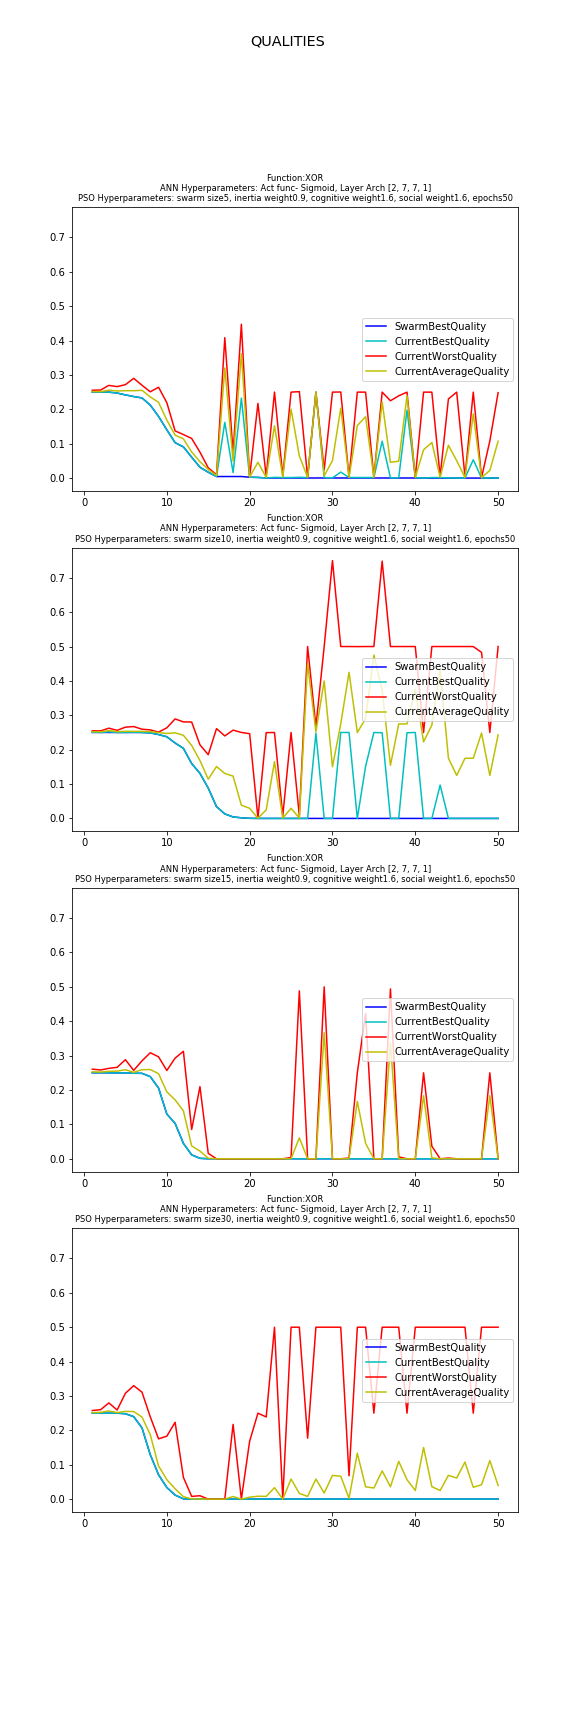 QUALITIES
Function:XOR
ANN Hyperparameters: Act func- Sigmoid, Layer Arch [2, 7, 7, 1]
PSO Hyperparameters: swarm size5, inertia weight0.9, cognitive weight1.6, social weight1.6, epochs50
0.7
0.6
0.5
0.4
0.3
0.2
0.1
0.0
SwarmBestQuality
CurrentBestQuality
CurrentWorstQuality
CurrentAverageQuality
0 10 20 30 40 50
Function:XOR
ANN Hyperparameters: Act func- Sigmoid, Layer Arch [2, 7, 7, 1]
PSO Hyperparameters: swarm size10, inertia weight0.9, cognitive weight1.6, social weight1.6, epochs50
0.7
0.6
0.5
0.4
0.3
0.2
0.1
0.0
SwarmBestQuality
CurrentBestQuality
CurrentWorstQuality
CurrentAverageQuality
0 10 20 30 40 50
Function:XOR
ANN Hyperparameters: Act func- Sigmoid, Layer Arch [2, 7, 7, 1]
PSO Hyperparameters: swarm size15, inertia weight0.9, cognitive weight1.6, social weight1.6, epochs50
0.7
0.6
0.5
0.4
0.3
0.2
0.1
0.0
SwarmBestQuality
CurrentBestQuality
CurrentWorstQuality
CurrentAverageQuality
0 10 20 30 40 50
Function:XOR
ANN Hyperparameters: Act func- Sigmoid, Layer Arch [2, 7, 7, 1]
PSO Hyperparameters: swarm size30, inertia weight0.9, cognitive weight1.6, social weight1.6, epochs50
0.7
0.6
0.5
0.4
0.3
0.2
0.1
0.0
SwarmBestQuality
CurrentBestQuality
CurrentWorstQuality
CurrentAverageQuality
0 10 20 30 40 50